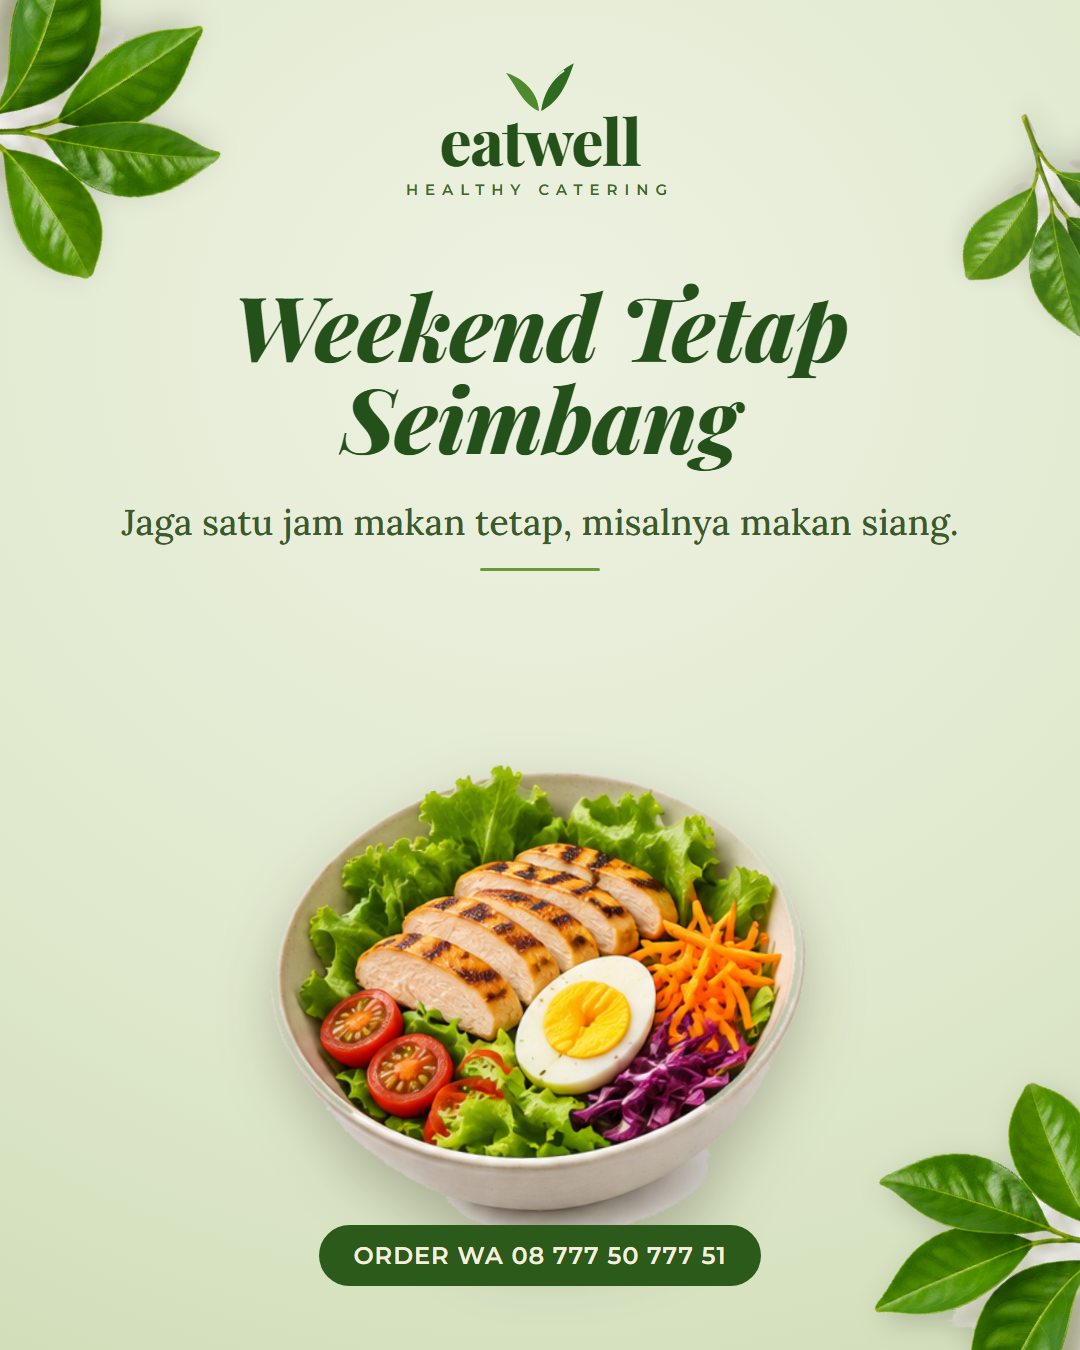 eatwell
HEALTHY CATERING
Weekend Tetap
Seimbang
Jaga satu jam makan tetap, misalnya makan siang.
ORDER WA 08 777 50 777 51